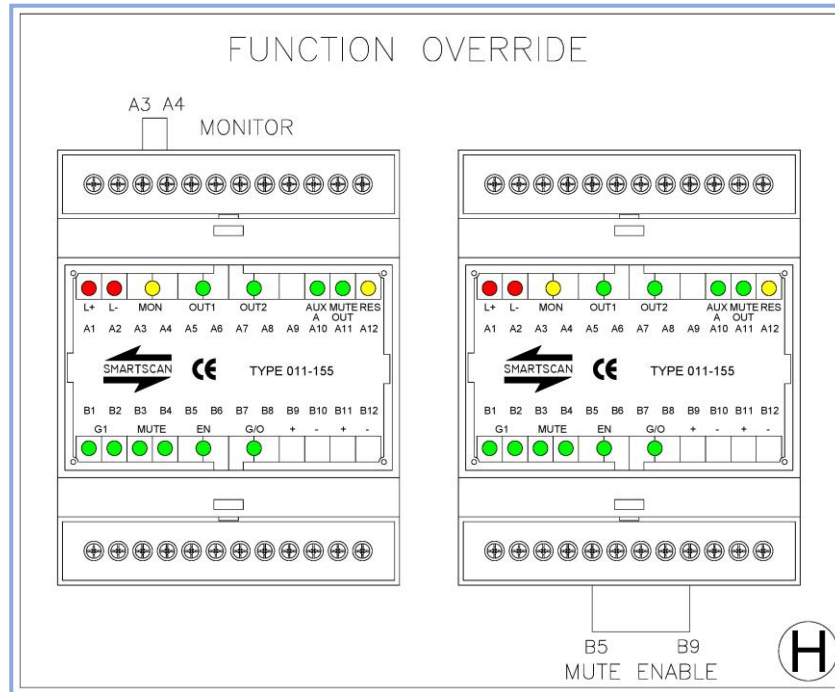 FUNCTION OVERRIDE
A3 A4
MONITOR
L+ L- MON OUT1 OUT2 AUX A MUTE OUT RES
A1 A2 A3 A4 A5 A6 A7 A8 A9 A10 A11 A12
SMARTSCAN CE TYPE 011-155
B1 B2 B3 B4 B5 B6 B7 B8 B9 B10 B11 B12
G1 MUTE EN G/O + - + -
L+ L- MON OUT1 OUT2 AUX A MUTE OUT RES
A1 A2 A3 A4 A5 A6 A7 A8 A9 A10 A11 A12
SMARTSCAN CE TYPE 011-155
B1 B2 B3 B4 B5 B6 B7 B8 B9 B10 B11 B12
G1 MUTE EN G/O + - + -
B5 B9
MUTE ENABLE
H